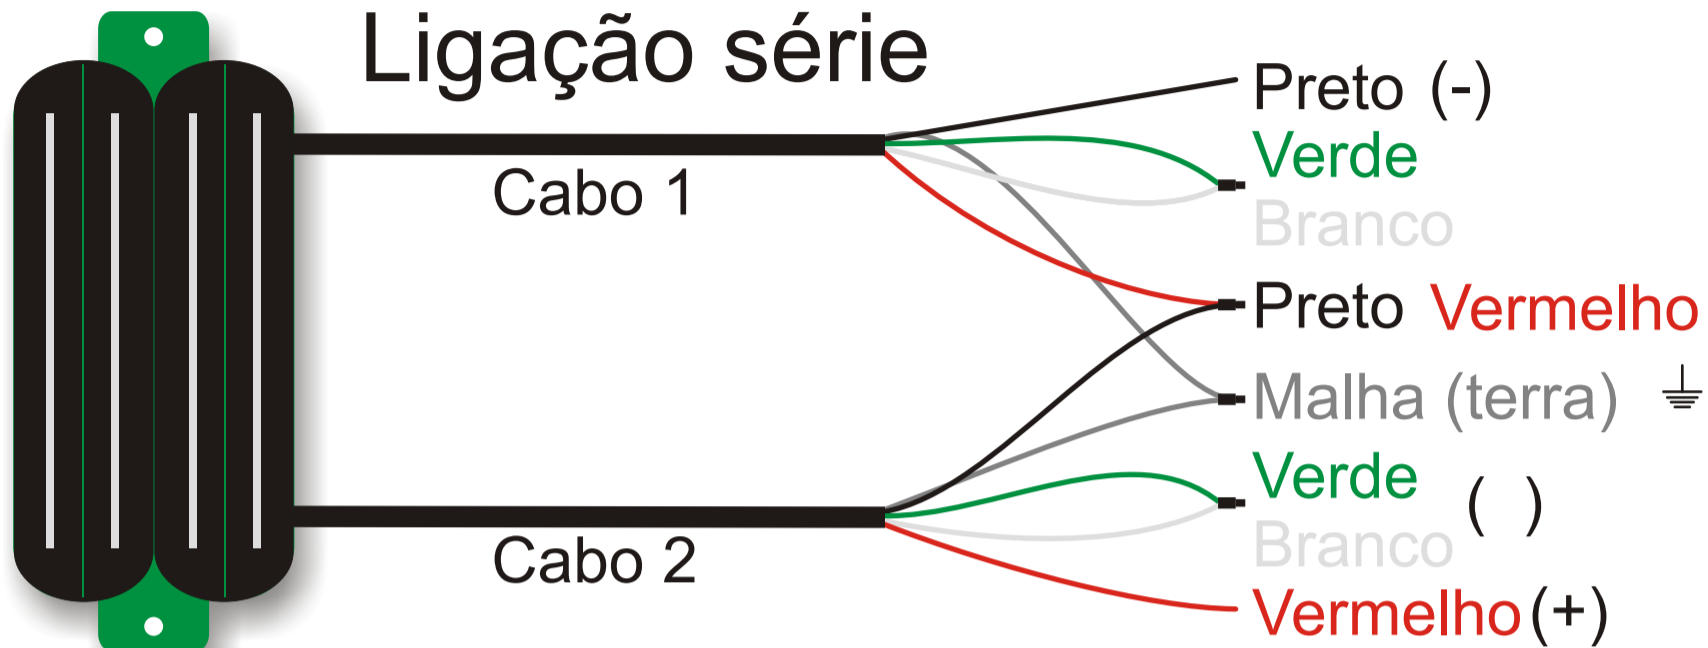 Ligação série
Preto (-)
Verde
Cabo 1
Branco
Preto Vermelho
Malha (terra)
Verde
( )
Branco
Cabo 2
Vermelho (+)